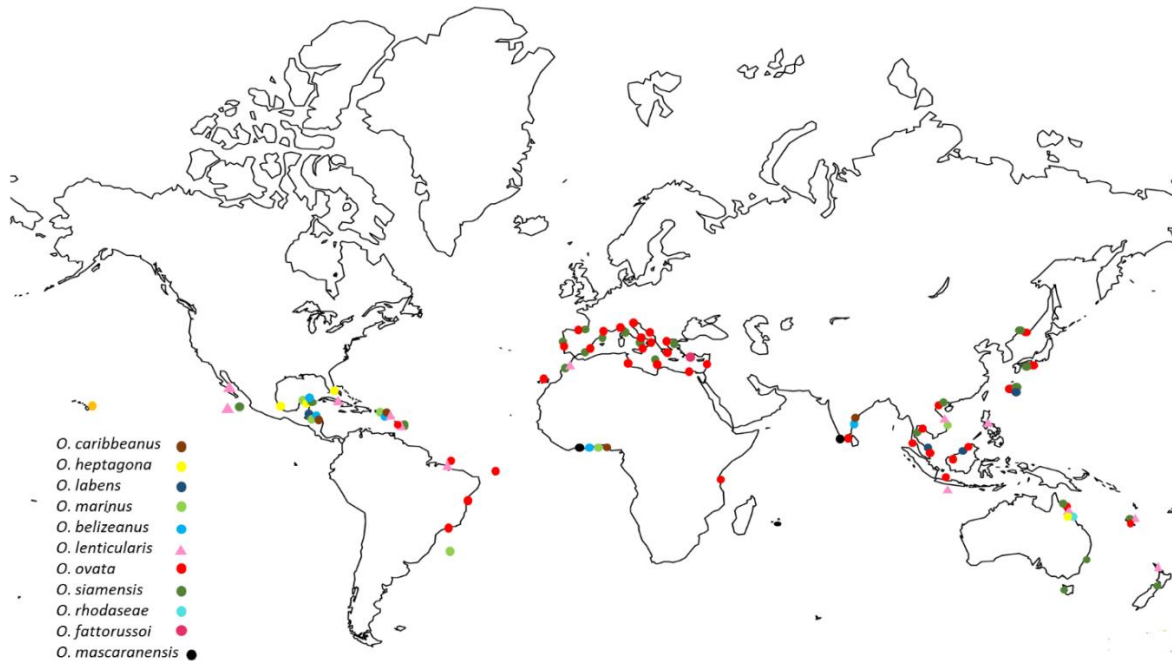 O. caribbeanus
O. heptagona
O. labens
O. marinus
O. belizeanus
O. lenticularis
O. ovata
O. siamensis
O. rhodaseae
O. fattorussoi
O. mascaranensis